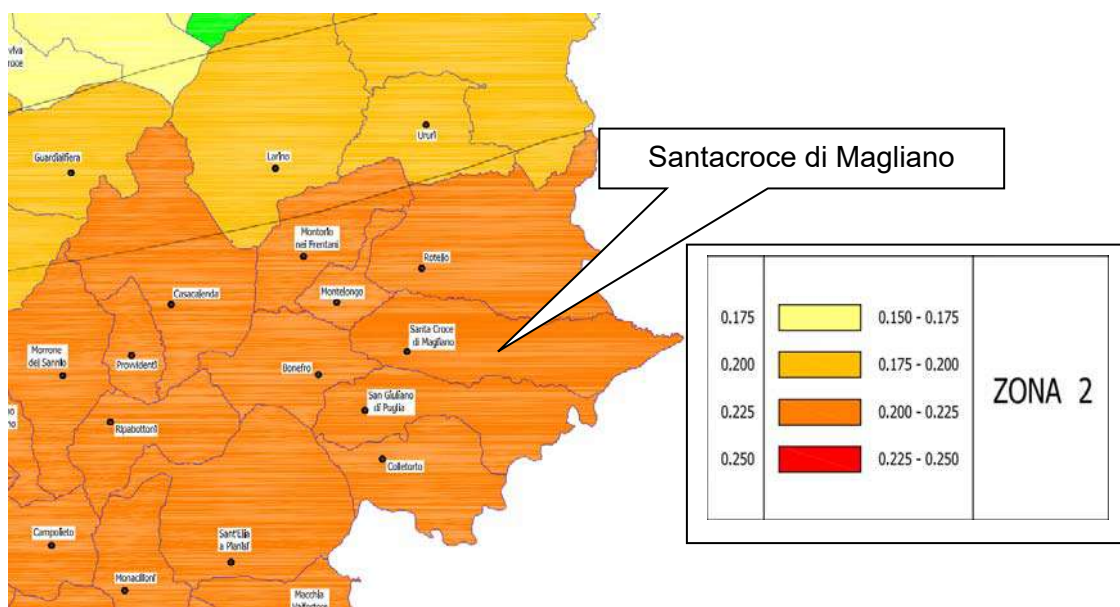 viva
roce
Guardialfiera
Larino
Ururi
Santacroce di Magliano
Montorio
nei Frentani
Rotello
Casacalenda
Montelongo
Santa Croce
di Magliano
Morrone
del Sannio
Provvidenti
Bonefro
San Giuliano
di Puglia
Ripabottoni
Colletorto
Campolieto
Sant'Elia
a Pianisi
Monacilioni
Macchia
0.175
0.150 - 0.175
0.200
0.175 - 0.200
0.225
0.200 - 0.225
0.250
0.225 - 0.250
ZONA 2